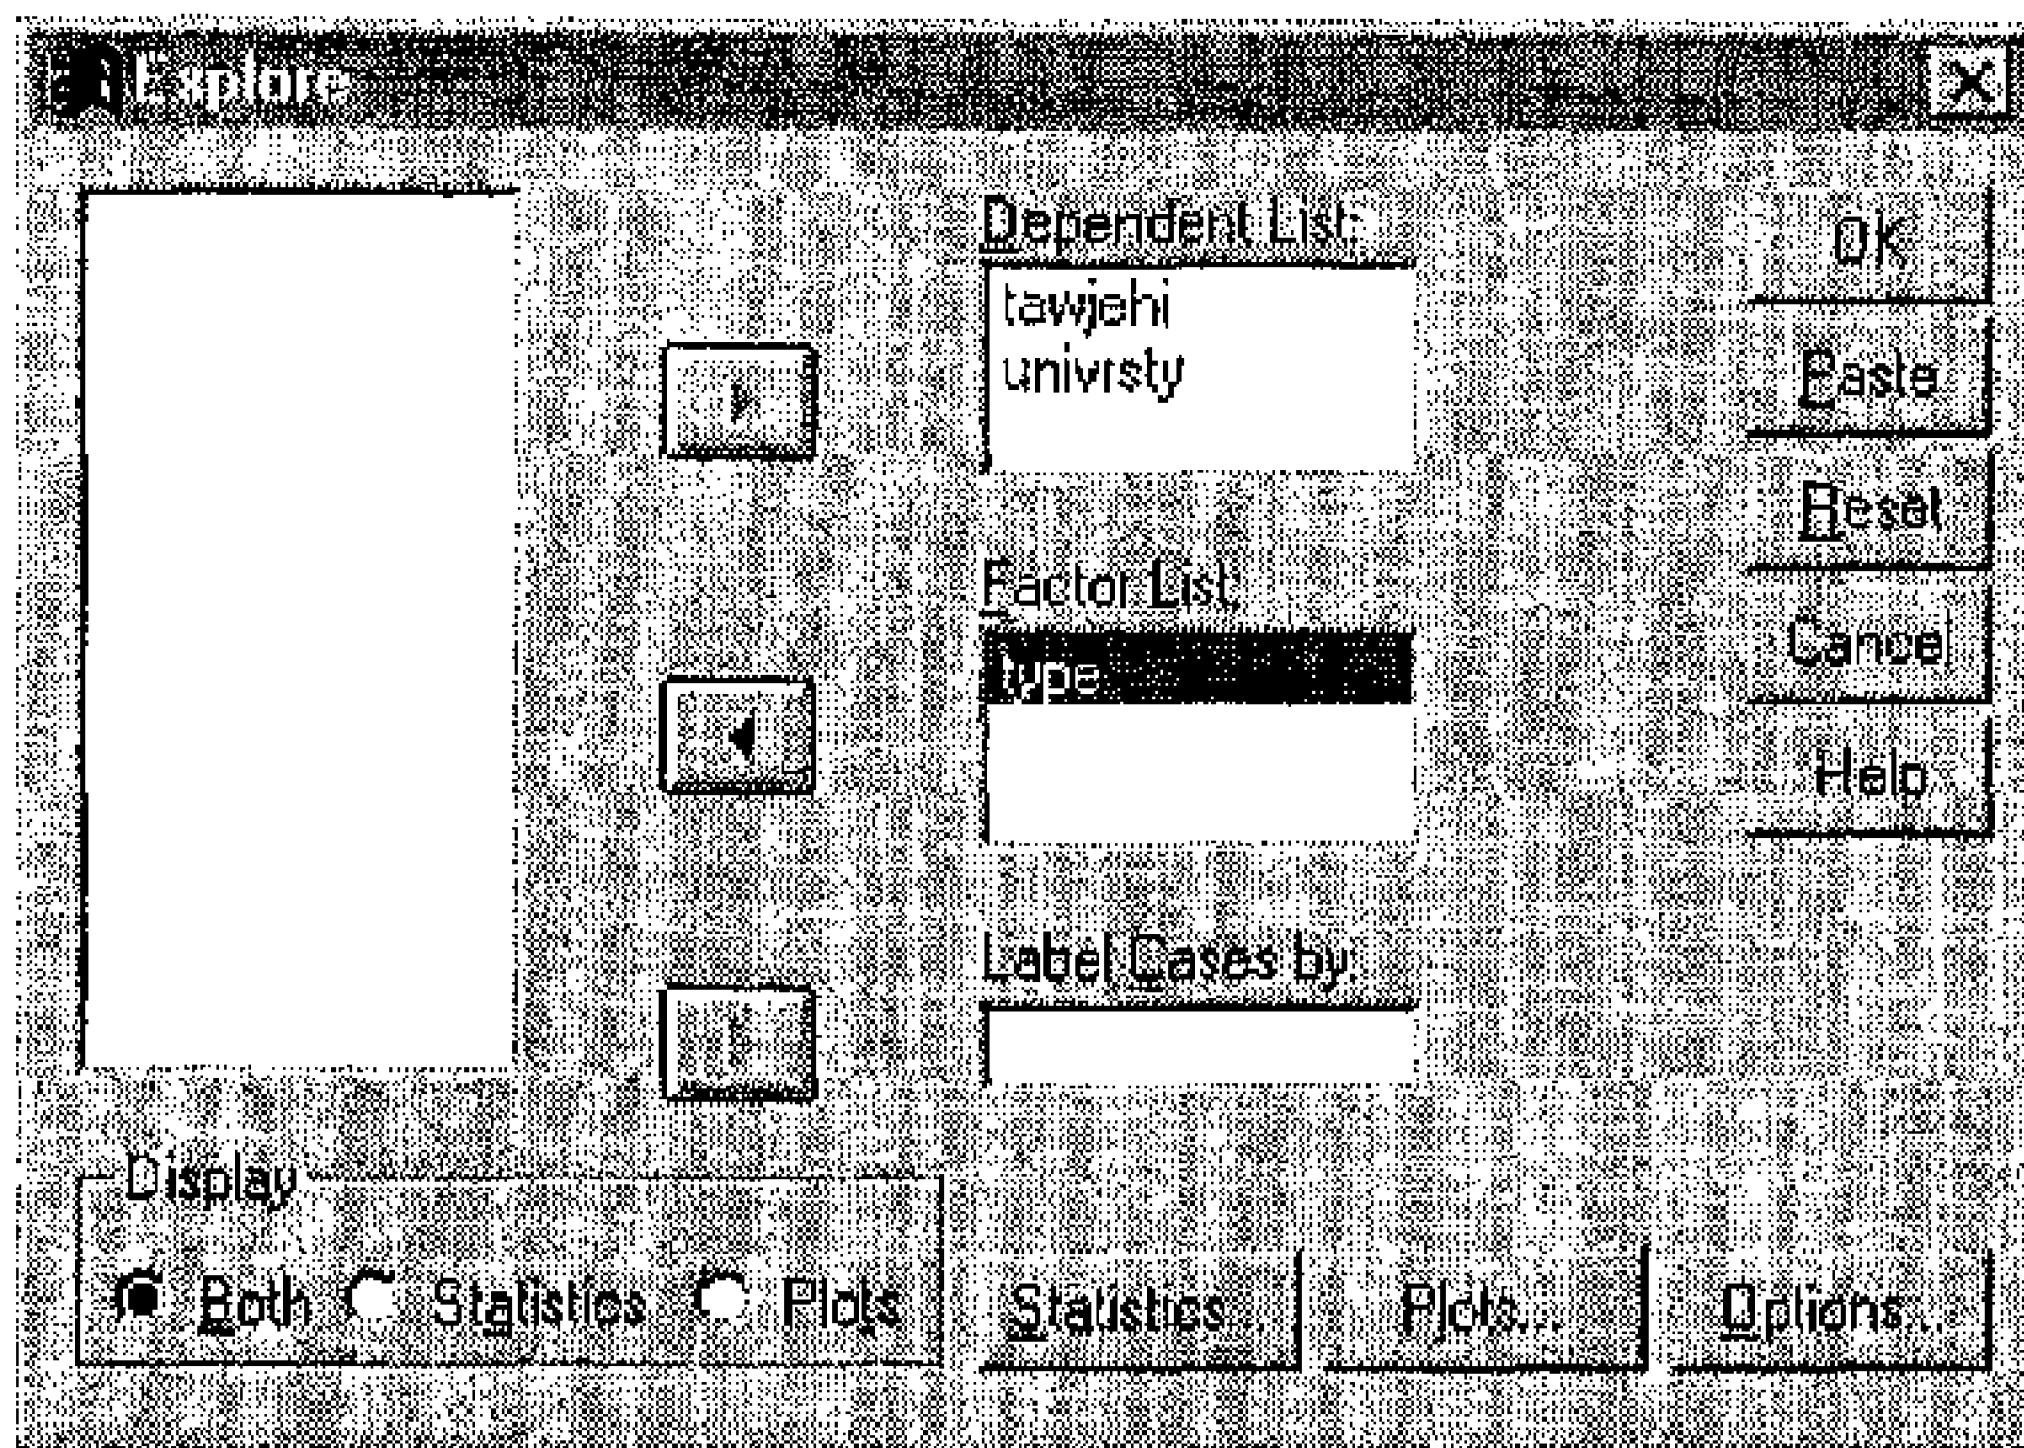 Explore
Dependent List:
tawjehi
univrsty
Factor List:
type
Label Cases by:
OK
Paste
Reset
Cancel
Help
Display
Both Statistics Plots
Statistics... Plots... Options...